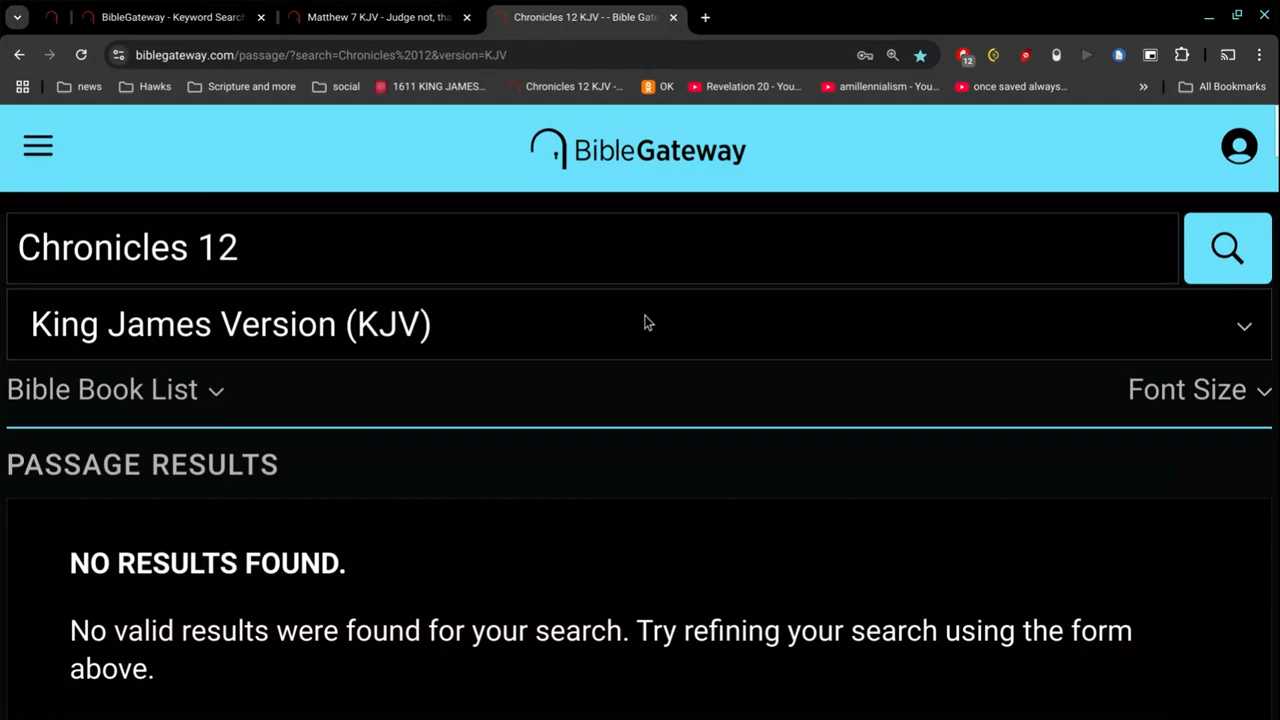 BibleGateway - Keyword Search
Matthew 7 KJV - Judge not, tha
Chronicles 12 KJV - - Bible Gate
biblegateway.com/passage/?search=Chronicles%2012&version=KJV
12
news
Hawks
Scripture and more
social
1611 KING JAMES...
Chronicles 12 KJV -...
OK
Revelation 20 - You...
amillennialism - You...
once saved always...
»
All Bookmarks
BibleGateway
Chronicles 12
King James Version (KJV)
Bible Book List
Font Size
PASSAGE RESULTS
NO RESULTS FOUND.
No valid results were found for your search. Try refining your search using the form
above.